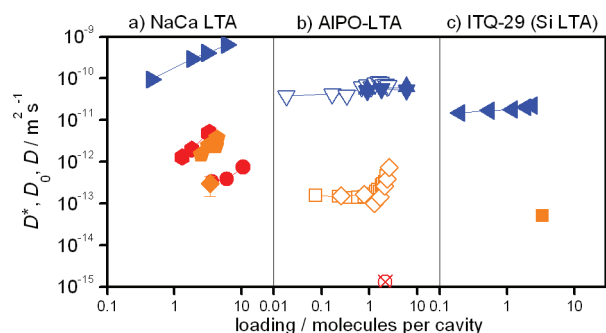 a) NaCa LTA b) AlPO-LTA c) ITQ-29 (Si LTA)
10⁻⁹
10⁻¹⁰
10⁻¹¹
10⁻¹²
10⁻¹³
10⁻¹⁴
10⁻¹⁵
D*, D₀, D / m² s⁻¹
0.1 1 10 0.01 0.1 1 10 0.1 1 10
loading / molecules per cavity